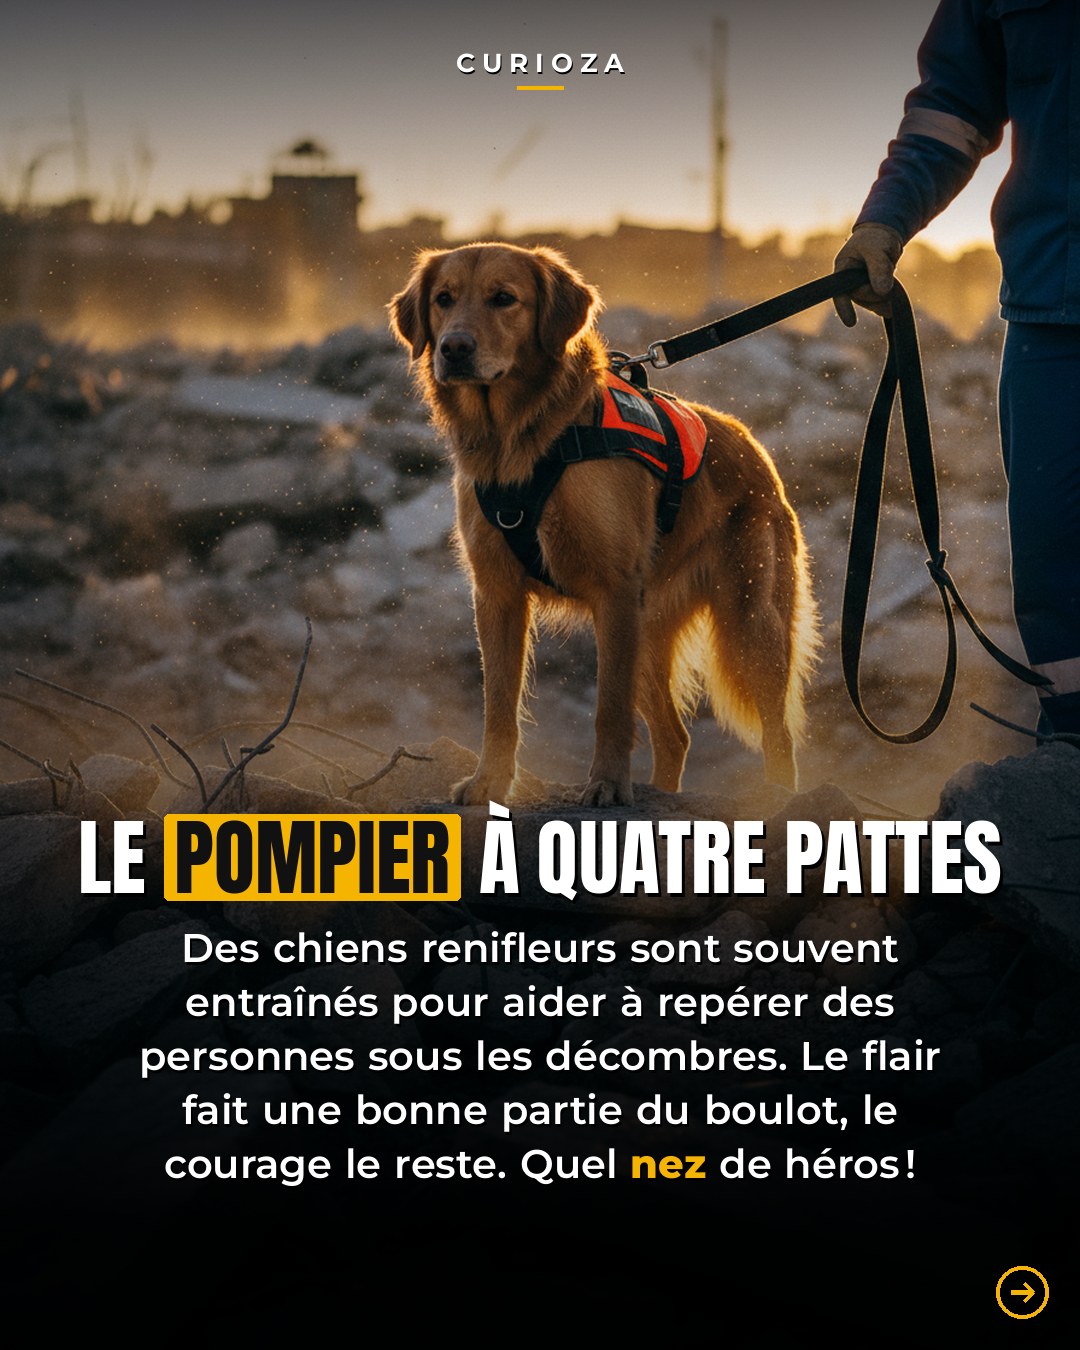 CURIOZA
LE POMPIER À QUATRE PATTES
Des chiens renifleurs sont souvent
entraînés pour aider à repérer des
personnes sous les décombres. Le flair
fait une bonne partie du boulot, le
courage le reste. Quel nez de héros !